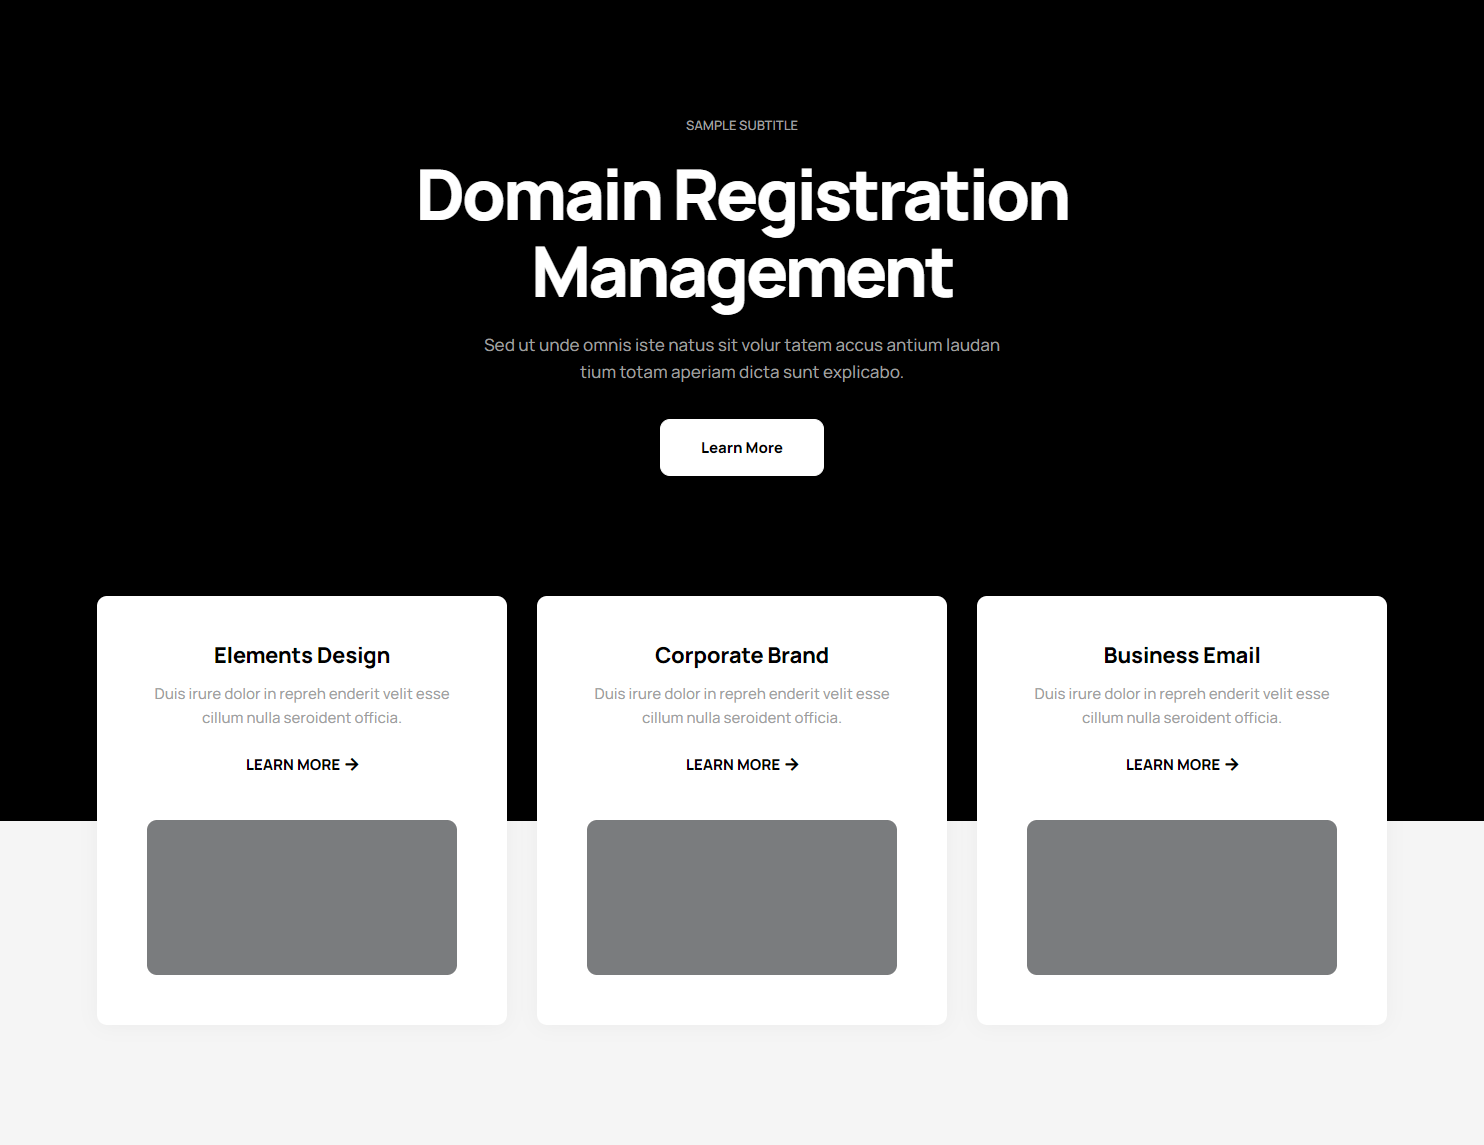 SAMPLE SUBTITLE
Domain Registration
Management
Sed ut unde omnis iste natus sit volur tatem accus antium laudan
tium totam aperiam dicta sunt explicabo.
Learn More
Elements Design
Duis irure dolor in repreh enderit velit esse
cillum nulla seroident officia.
LEARN MORE →
Corporate Brand
Duis irure dolor in repreh enderit velit esse
cillum nulla seroident officia.
LEARN MORE →
Business Email
Duis irure dolor in repreh enderit velit esse
cillum nulla seroident officia.
LEARN MORE →